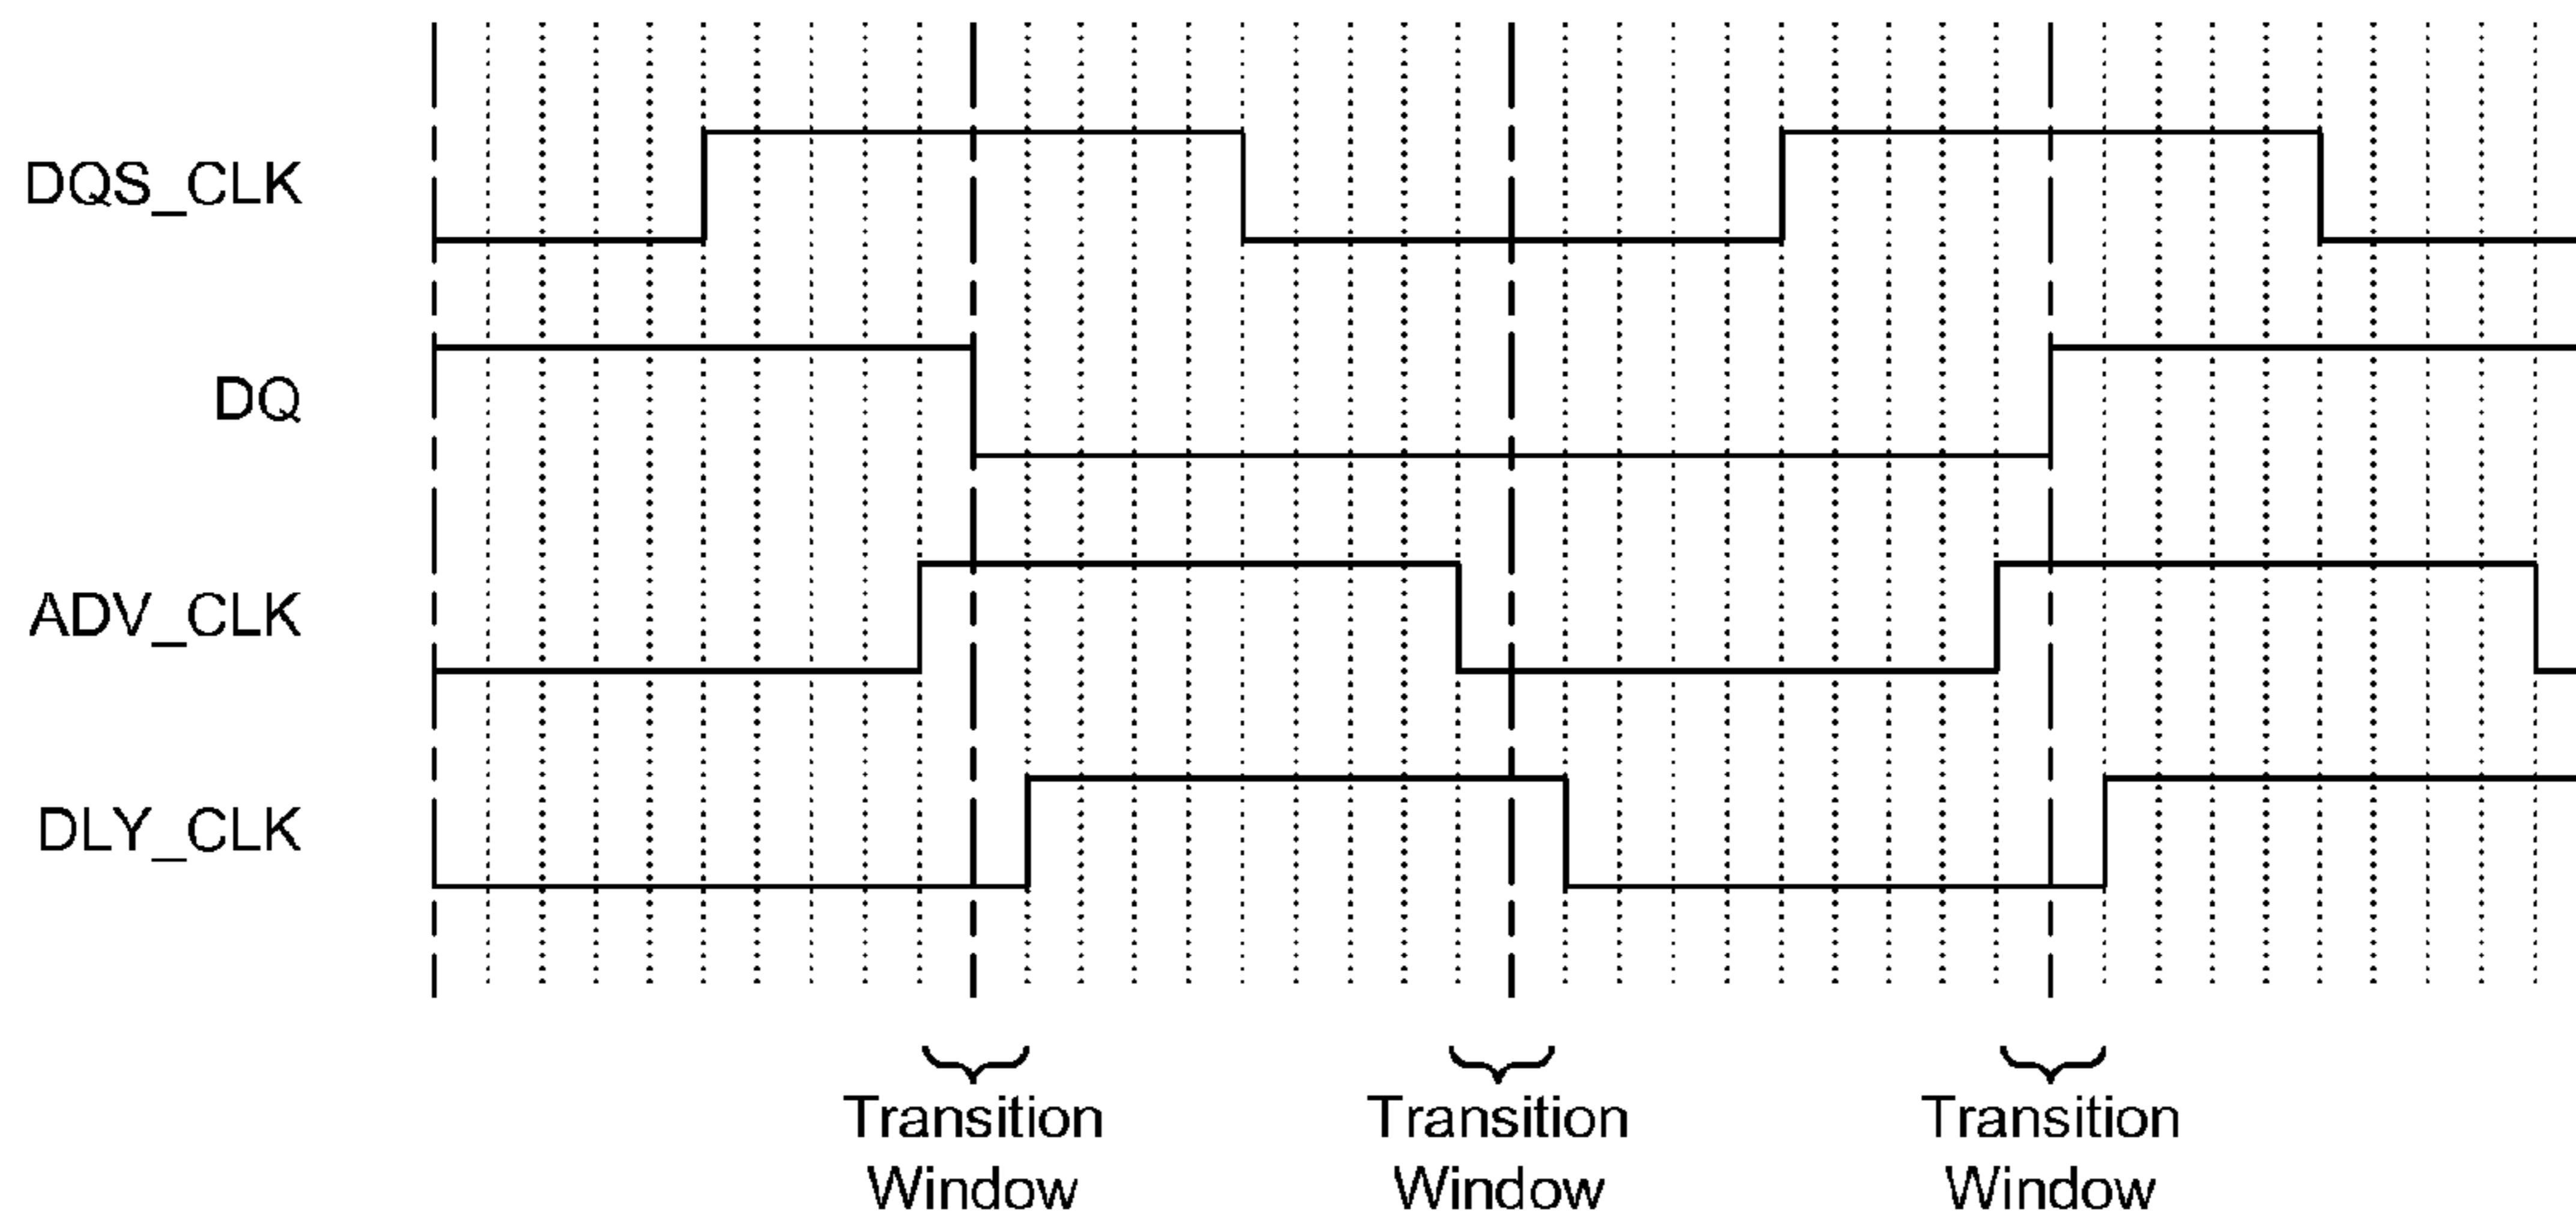 DQS_CLK
DQ
ADV_CLK
DLY_CLK
Transition
Window
Transition
Window
Transition
Window